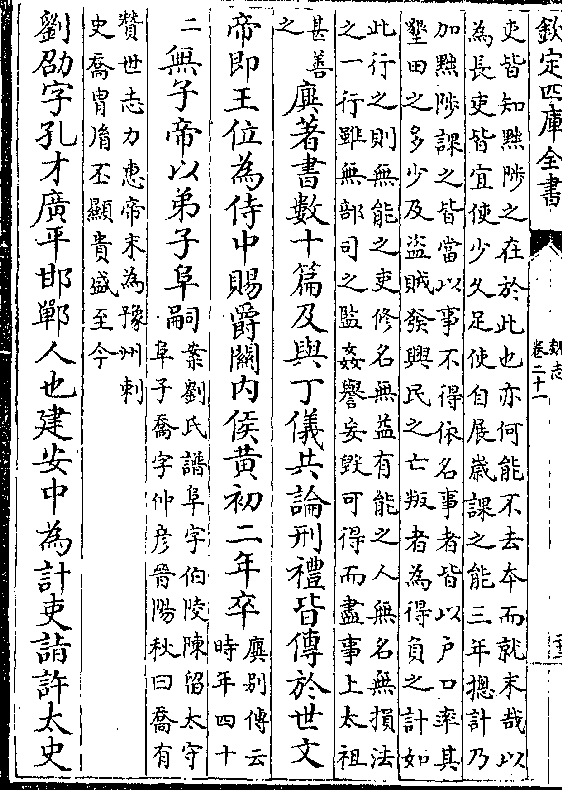 欽定四庫全書
魏志
卷二十一
吏皆知黜陟之在於此也亦何能不去本而就末哉以
為長吏皆宜使少久足使自展歲課之能三年摠計乃
加黜陟課之皆當以事不得依名事者皆以户口率其
墾田之多少及盗賊發興民之亡叛者為得負之計如
此行之則無能之吏修名無益有能之人無名無損法
之一行雖無部司之監姦譽妄毁可得而盡事上太祖
甚善
之
廙著書數十篇及與丁儀共論刑禮皆傳於世文
帝即王位為侍中賜爵關内侯黄初二年卒
廙别傳云
時年四十
二
無子帝以弟子阜嗣
案劉氏譜阜字伯陵陳留太守
阜子喬字仲彦晉陽秋曰喬有
贊世志力惠帝末為豫州刺
史喬胄脩丕顯貴盛至今
劉劭字孔才廣平邯鄲人也建安中為計吏詣許太史